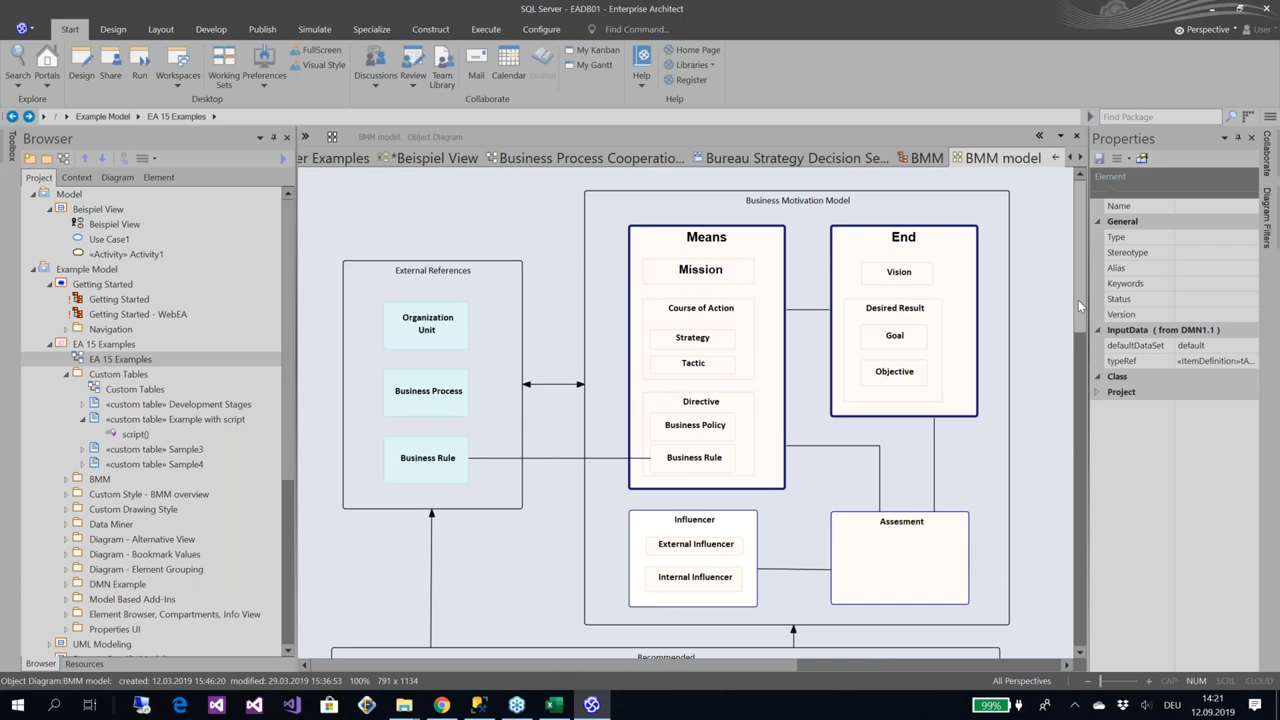 SQL Server - EADB01 - Enterprise Architect
Start Design Layout Develop Publish Simulate Specialize Construct Execute Configure Find Command... Perspective User
Search Portals Design Share Run Workspaces Working Sets Preferences FullScreen Visual Style Discussions Review Team Library Mail Calendar Journal My Kanban My Gantt Help Home Page Libraries Register
Explore Desktop Collaborate Help
/ Example Model EA 15 Examples Find Package
Toolbox
Browser
Project Context Diagram Element
Model
Beispiel View
Beispiel View
Use Case1
«Activity» Activity1
Example Model
Getting Started
Getting Started
Getting Started - WebEA
Navigation
EA 15 Examples
EA 15 Examples
Custom Tables
Custom Tables
«custom table» Development Stages
«custom table» Example with script
script()
«custom table» Sample3
«custom table» Sample4
BMM
Custom Style - BMM overview
Custom Drawing Style
Data Miner
Diagram - Alternative View
Diagram - Bookmark Values
Diagram - Element Grouping
DMN Example
Model Based Add-Ins
Element Browser, Compartments, Info View
Properties UI
UML Modeling
Browser Resources
BMM model. Object Diagram
er Examples *Beispiel View Business Process Cooperatio... Bureau Strategy Decision Se... BMM BMM model
Business Motivation Model
External References
Organization
Unit
Business Process
Business Rule
Means
Mission
Course of Action
Strategy
Tactic
Directive
Business Policy
Business Rule
End
Vision
Desired Result
Goal
Objective
Influencer
External Influencer
Internal Influencer
Assesment
Recommended
Properties
Element
Name
General
Type
Stereotype
Alias
Keywords
Status
Version
InputData ( from DMN1.1 )
defaultDataSet default
typeRef «ItemDefinition»tA...
Class
Project
Collaborate
Diagram Filters
Object Diagram:BMM model: created: 12.03.2019 15:46:20 modified: 29.03.2019 15:36:53 100% 791 x 1134 All Perspectives CAP NUM SCRL CLOUD
99% DEU 14:21
12.09.2019